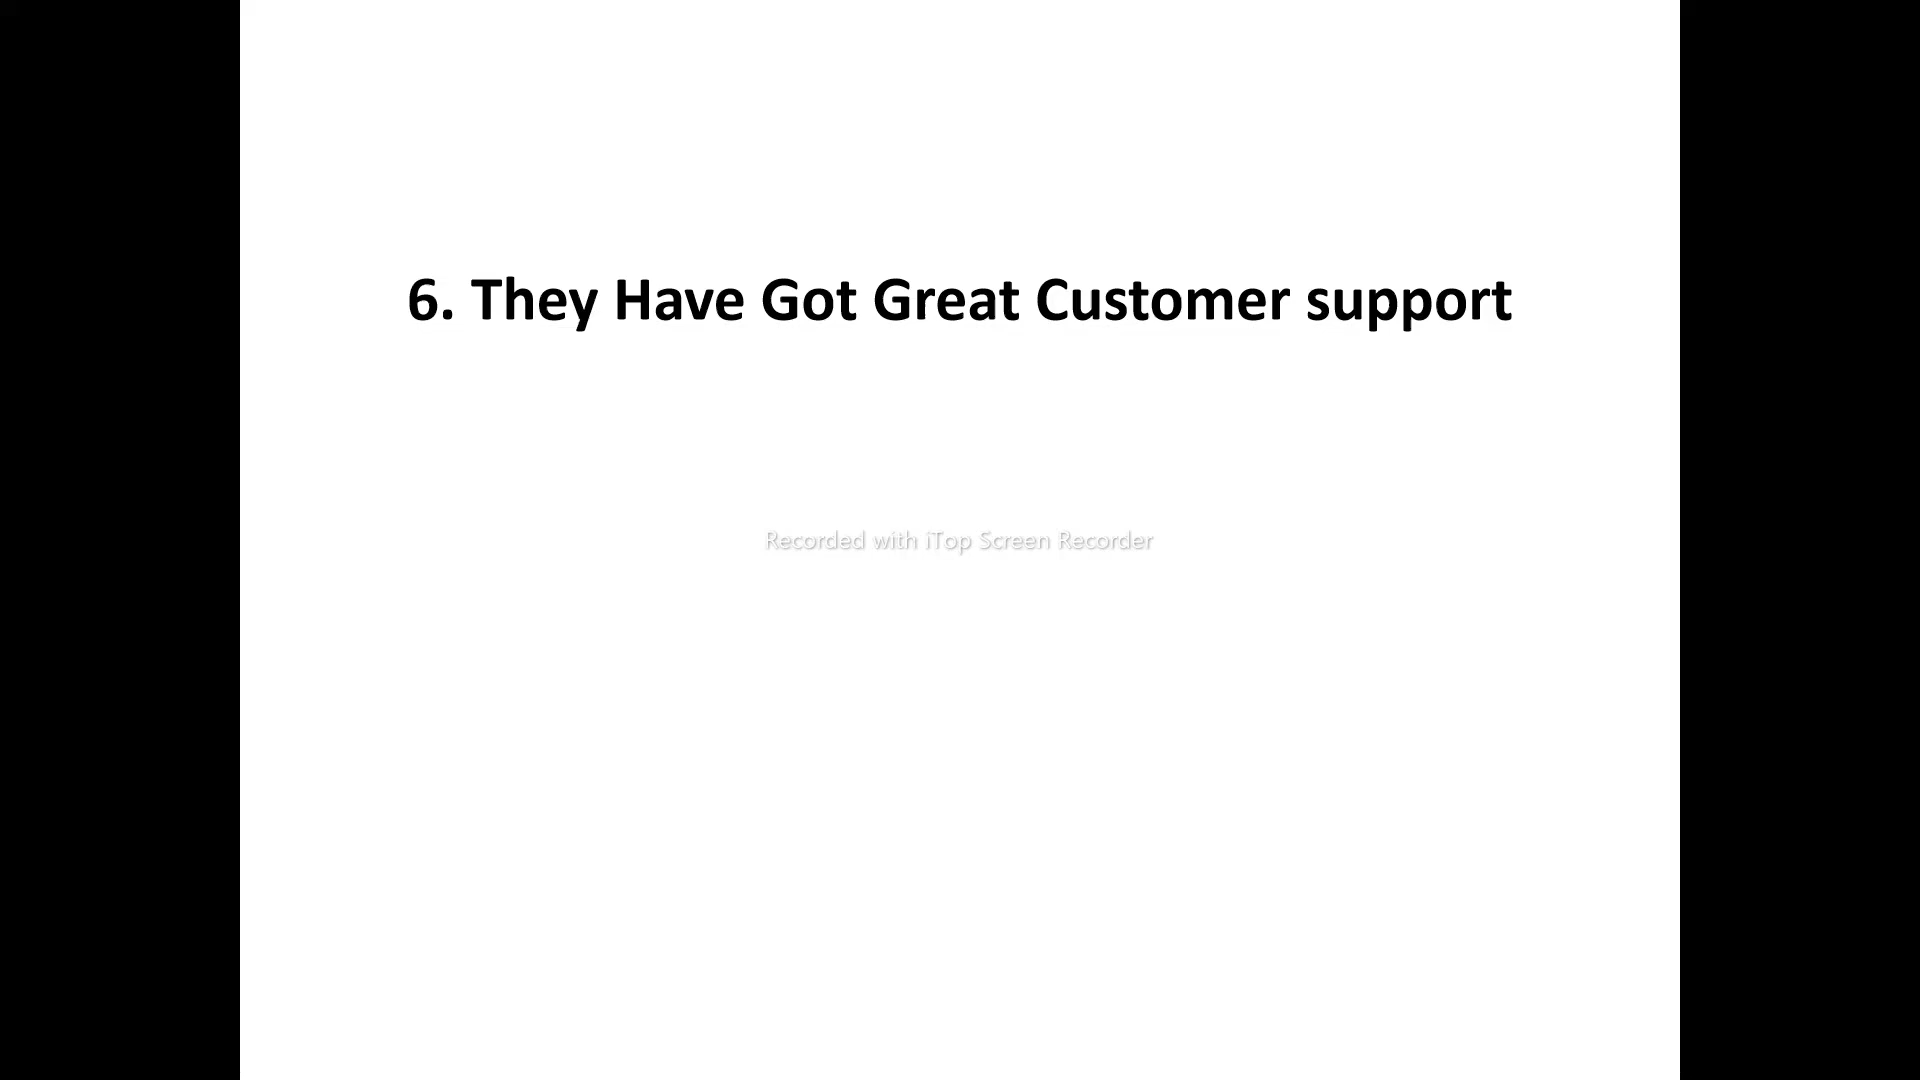 6. They Have Got Great Customer support
Recorded with iTop Screen Recorder